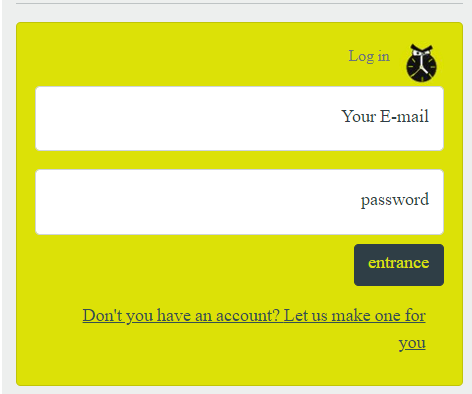 Log in
Your E-mail
password
entrance
Don't you have an account? Let us make one for
you